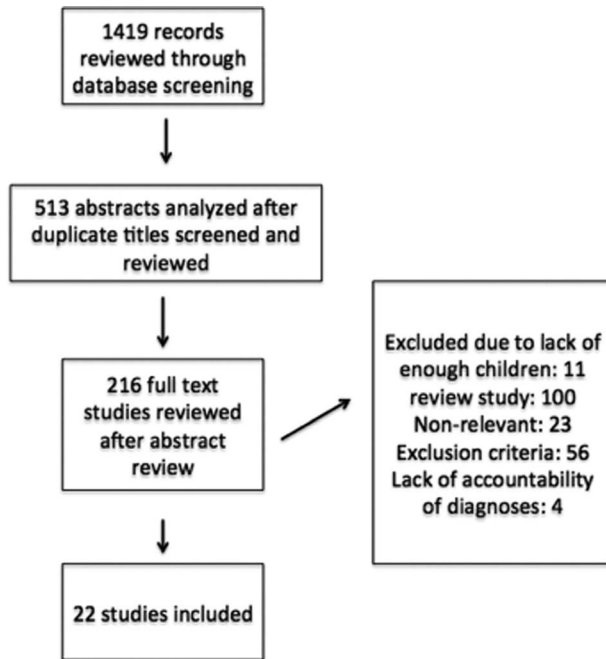 1419 records
reviewed through
database screening
513 abstracts analyzed after
duplicate titles screened and
reviewed
216 full text
studies reviewed
after abstract
review
Excluded due to lack of
enough children: 11
review study: 100
Non-relevant: 23
Exclusion criteria: 56
Lack of accountability
of diagnoses: 4
22 studies included